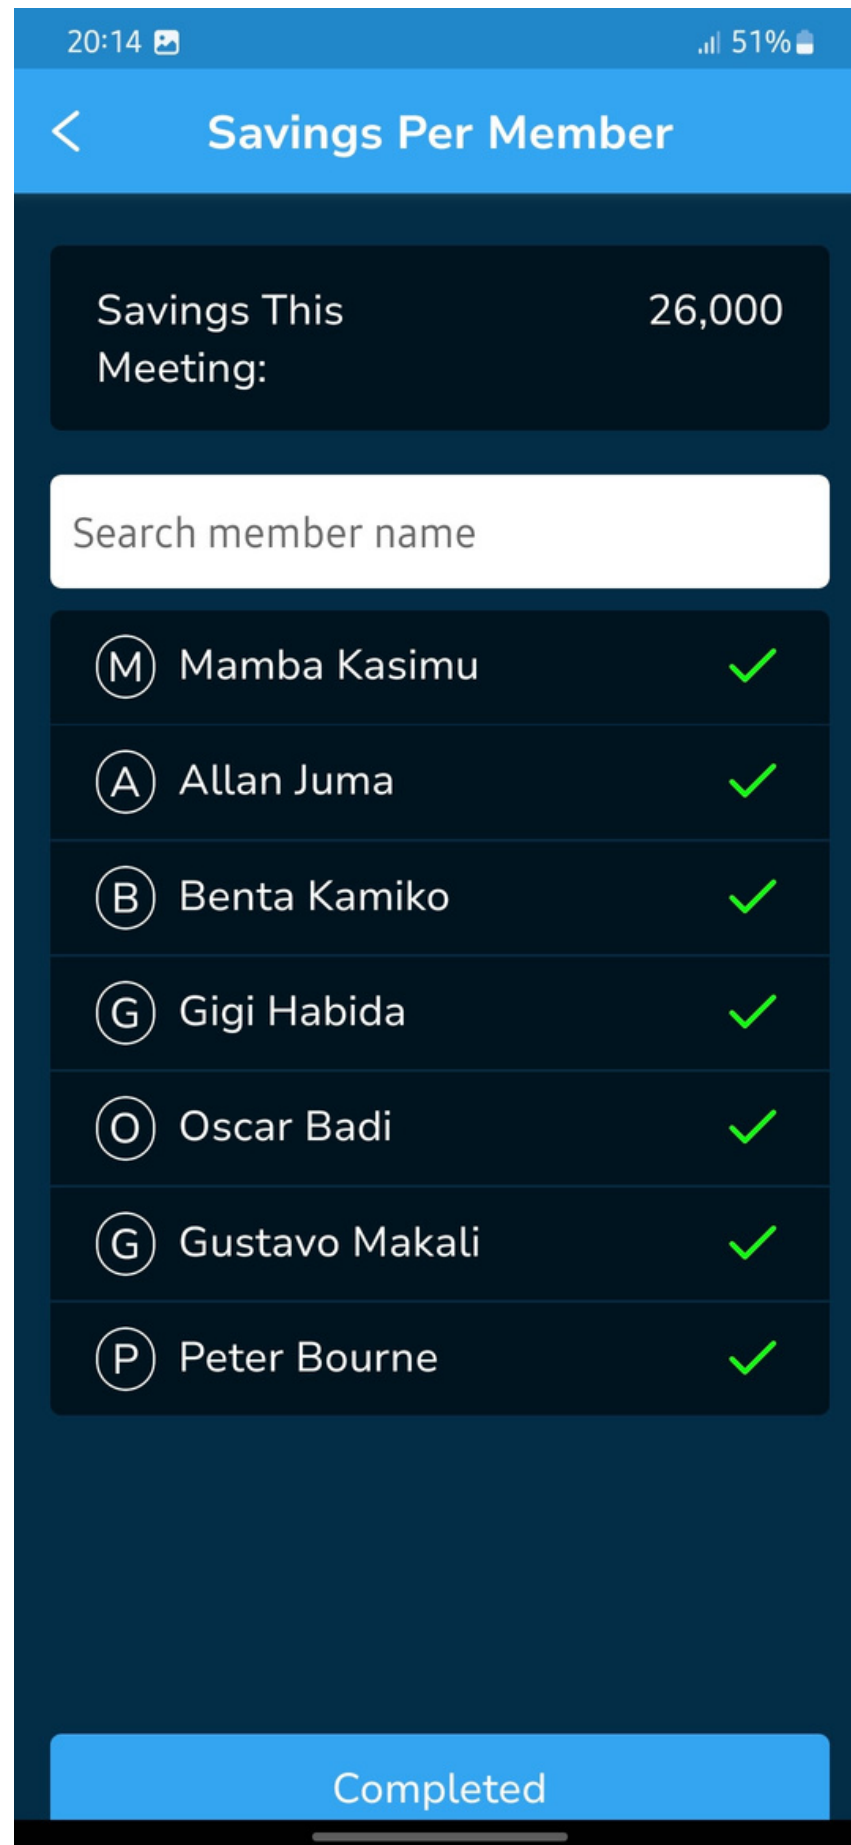 20:14
51%
Savings Per Member
Savings This 26,000
Meeting:
Search member name
M Mamba Kasimu
A Allan Juma
B Benta Kamiko
G Gigi Habida
O Oscar Badi
G Gustavo Makali
P Peter Bourne
Completed